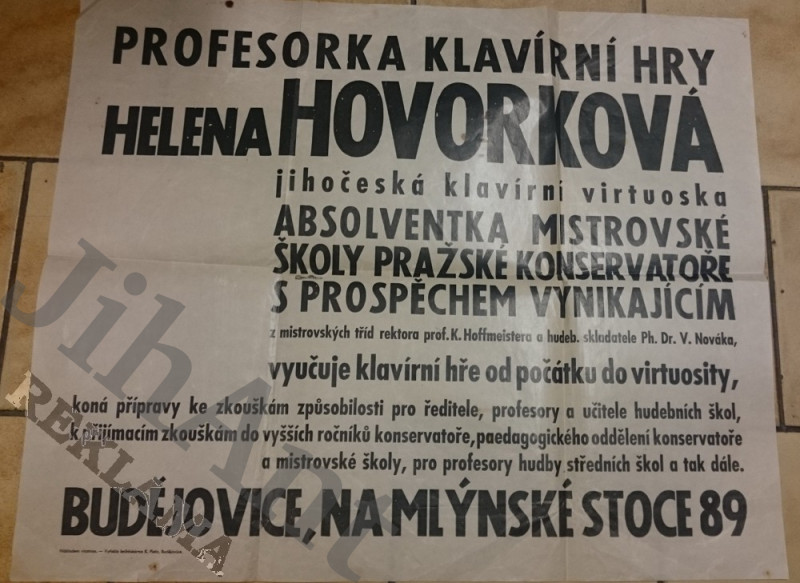 PROFESORKA KLAVÍRNÍ HRY
HELENA HOVORKOVÁ
jihočeská klavírní virtuoska
ABSOLVENTKA MISTROVSKÉ
ŠKOLY PRAŽSKÉ KONSERVATOŘE
S PROSPĚCHEM VYNIKAJÍCÍM
z mistrovských tříd rektora prof. K. Hoffmeistera a hudeb. skladatele Ph. Dr. V. Nováka,
vyučuje klavírní hře od počátku do virtuosity,
koná přípravy ke zkouškám způsobilosti pro ředitele, profesory a učitele hudebních škol,
k přijímacím zkouškám do vyšších ročníků konservatoře, paedagogického oddělení konservatoře
a mistrovské školy, pro profesory hudby středních škol a tak dále.
BUDĚJOVICE, NA MLÝNSKÉ STOCE 89
JihAnt
REKLAMA